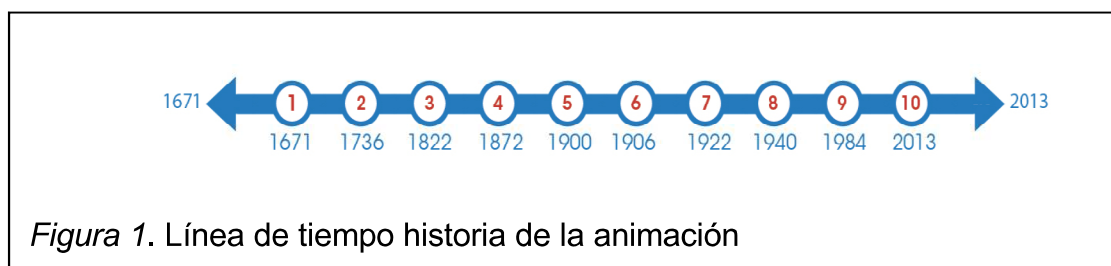 1671 1 2 3 4 5 6 7 8 9 10 2013
1671 1736 1822 1872 1900 1906 1922 1940 1984 2013
Figura 1. Línea de tiempo historia de la animación